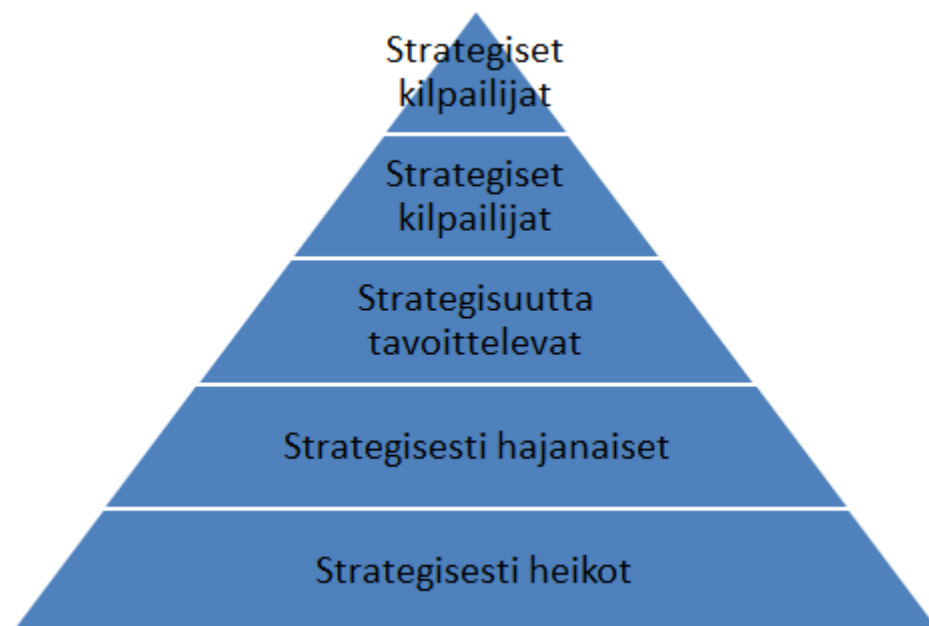 Strategiset
kilpailijat
Strategiset
kilpailijat
Strategisuutta
tavoittelevat
Strategisesti hajanaiset
Strategisesti heikot